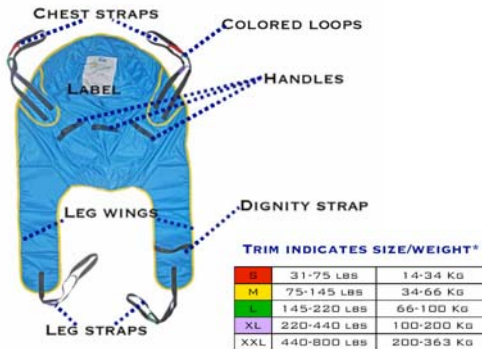 CHEST STRAPS
COLORED LOOPS
LABEL
HANDLES
LEG WINGS
DIGNITY STRAP
LEG STRAPS
TRIM INDICATES SIZE/WEIGHT*
S 31-75 LBS 14-34 KG
M 75-145 LBS 34-66 KG
L 145-220 LBS 66-100 KG
XL 220-440 LBS 100-200 KG
XXL 440-800 LBS 200-363 KG